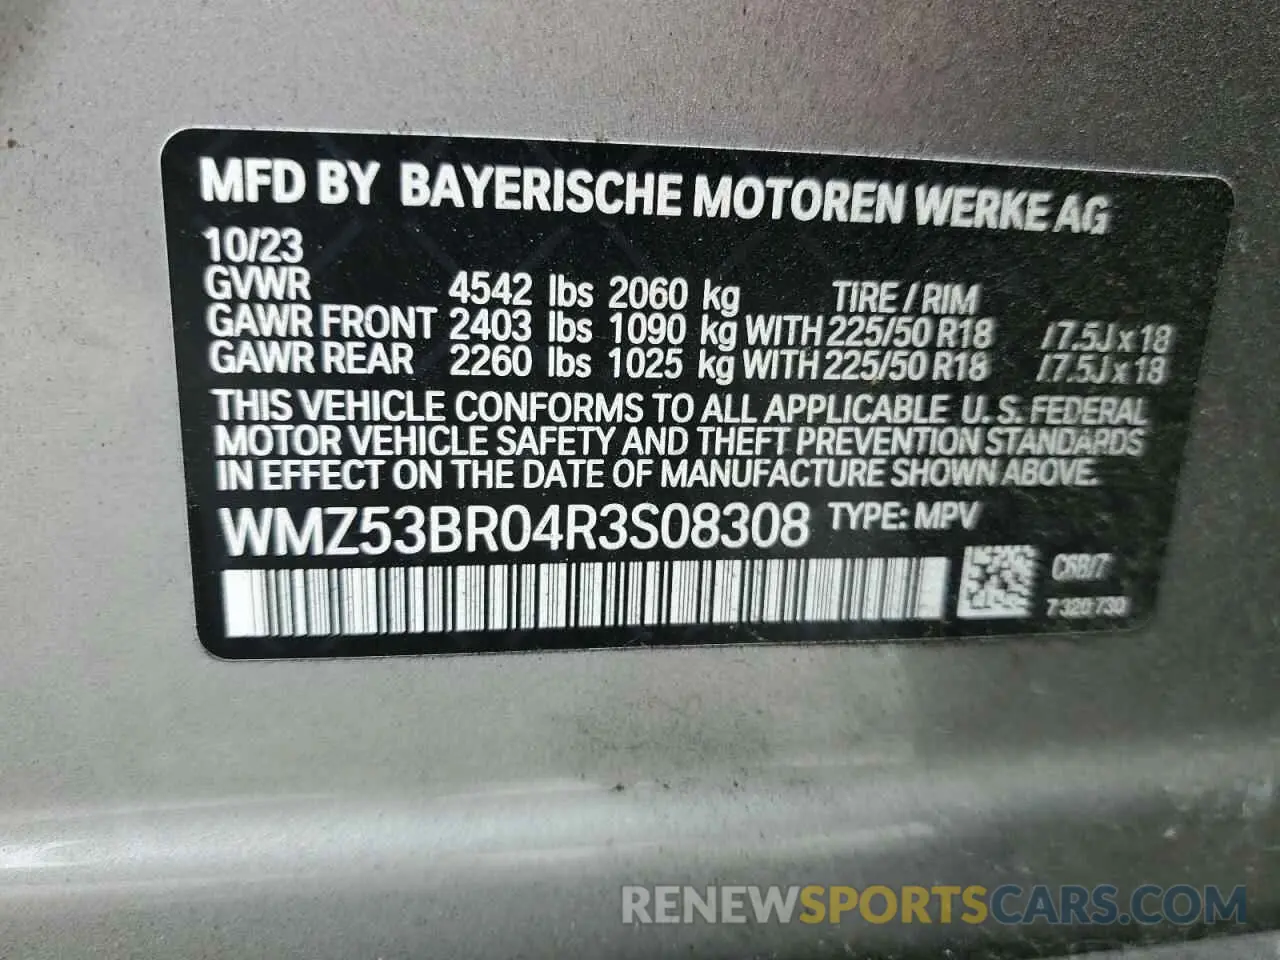 MFD BY BAYERISCHE MOTOREN WERKE AG
10/23
GVWR 4542 lbs 2060 kg TIRE / RIM
GAWR FRONT 2403 lbs 1090 kg WITH 225/50 R18 /7.5J x 18
GAWR REAR 2260 lbs 1025 kg WITH 225/50 R18 /7.5J x 18
THIS VEHICLE CONFORMS TO ALL APPLICABLE U. S. FEDERAL
MOTOR VEHICLE SAFETY AND THEFT PREVENTION STANDARDS
IN EFFECT ON THE DATE OF MANUFACTURE SHOWN ABOVE.
WMZ53BR04R3S08308 TYPE: MPV
7 320 730
RENEWSPORTSCARS.COM